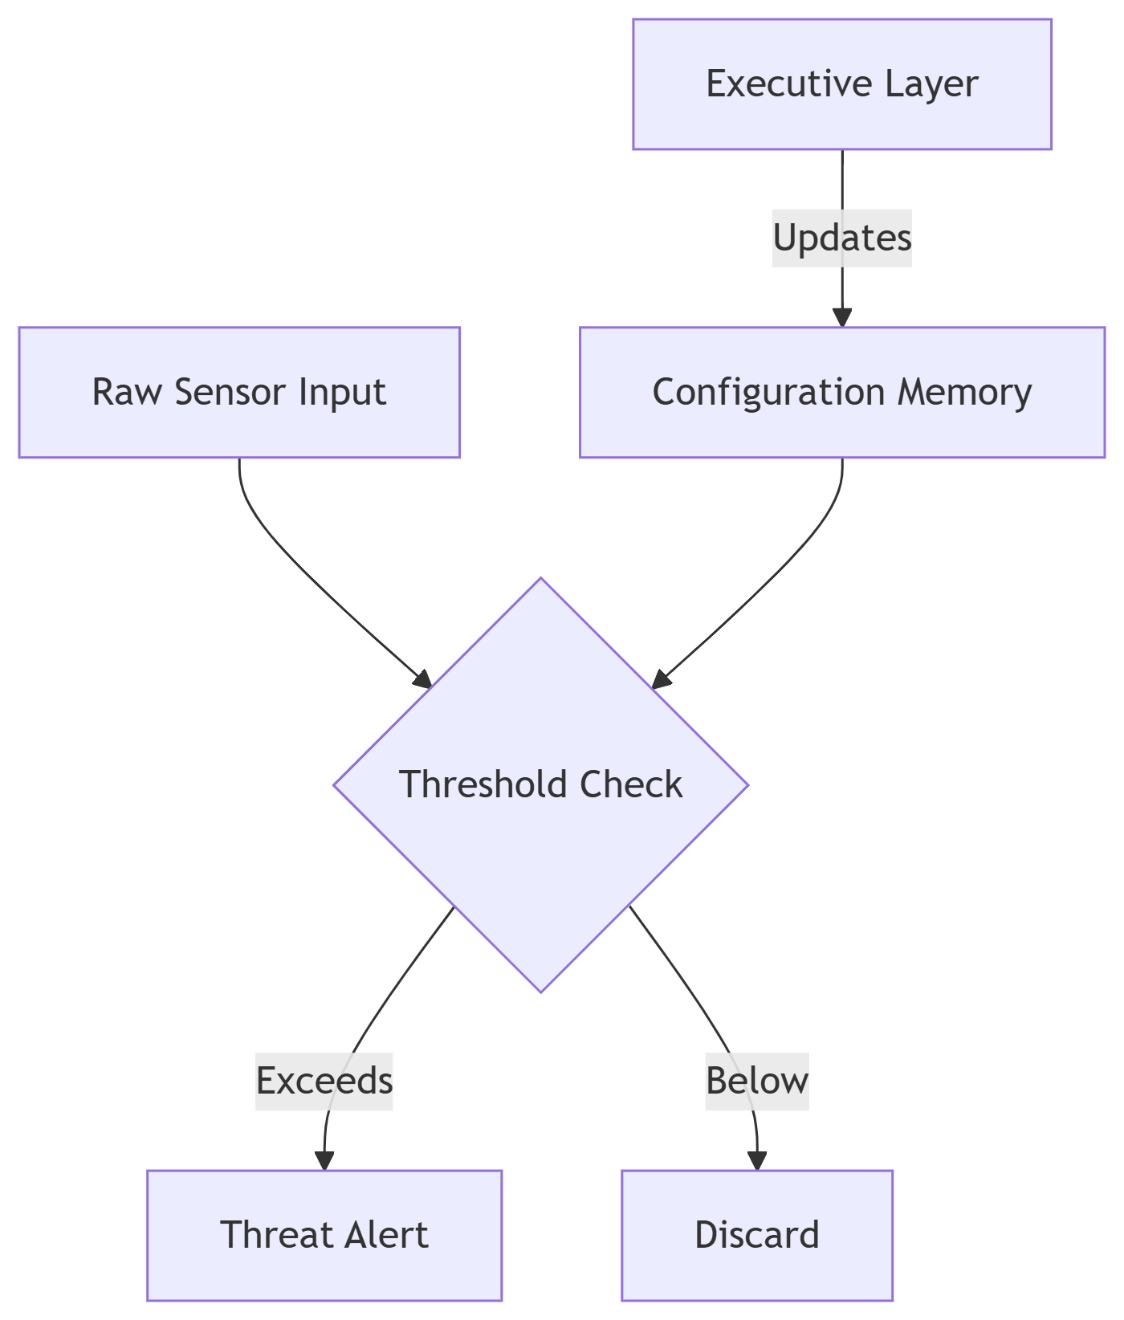 Executive Layer
Updates
Raw Sensor Input
Configuration Memory
Threshold Check
Exceeds
Below
Threat Alert
Discard